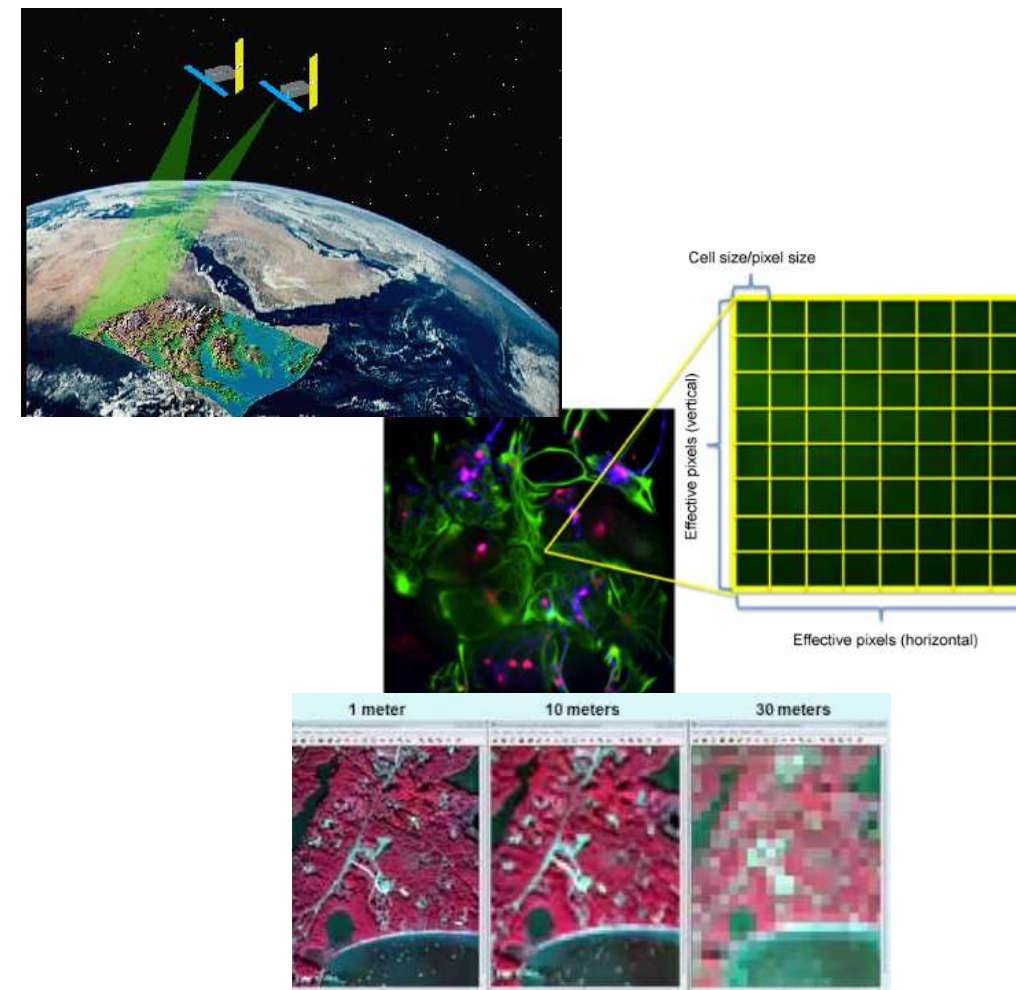 Cell size/pixel size
Effective pixels (vertical)
Effective pixels (horizontal)
1 meter
10 meters
30 meters